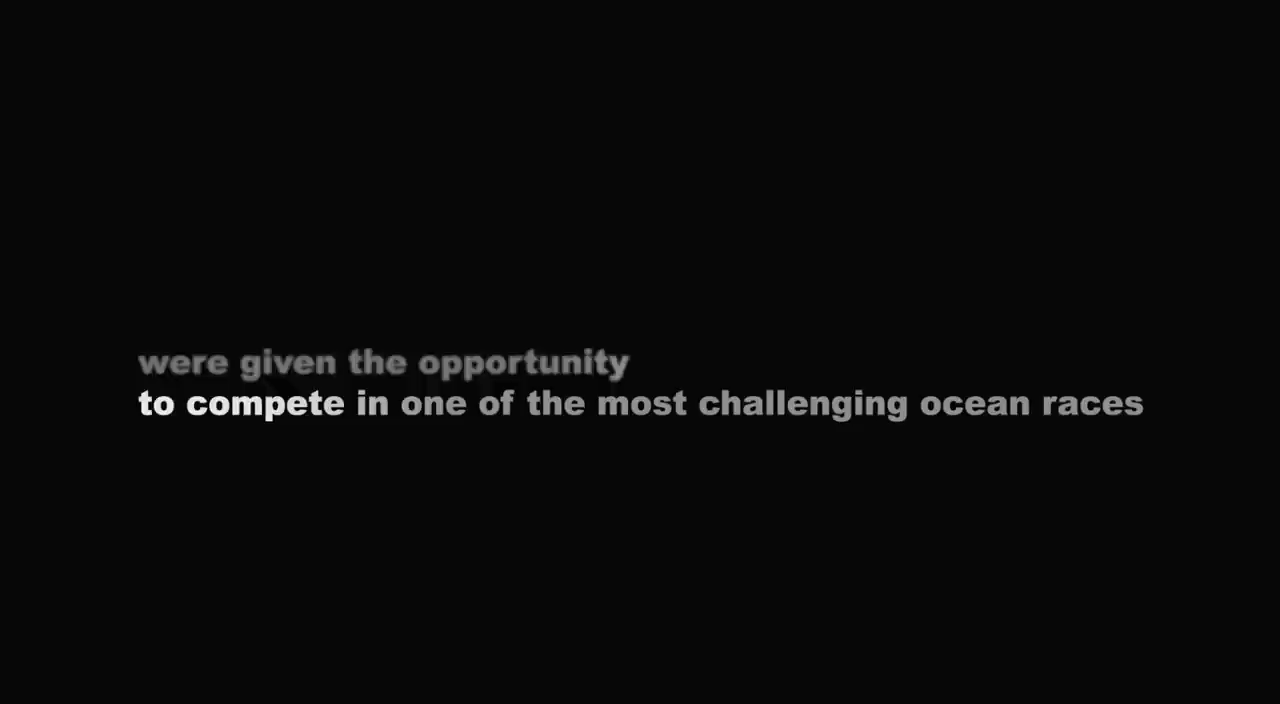 were given the opportunity
to compete in one of the most challenging ocean races